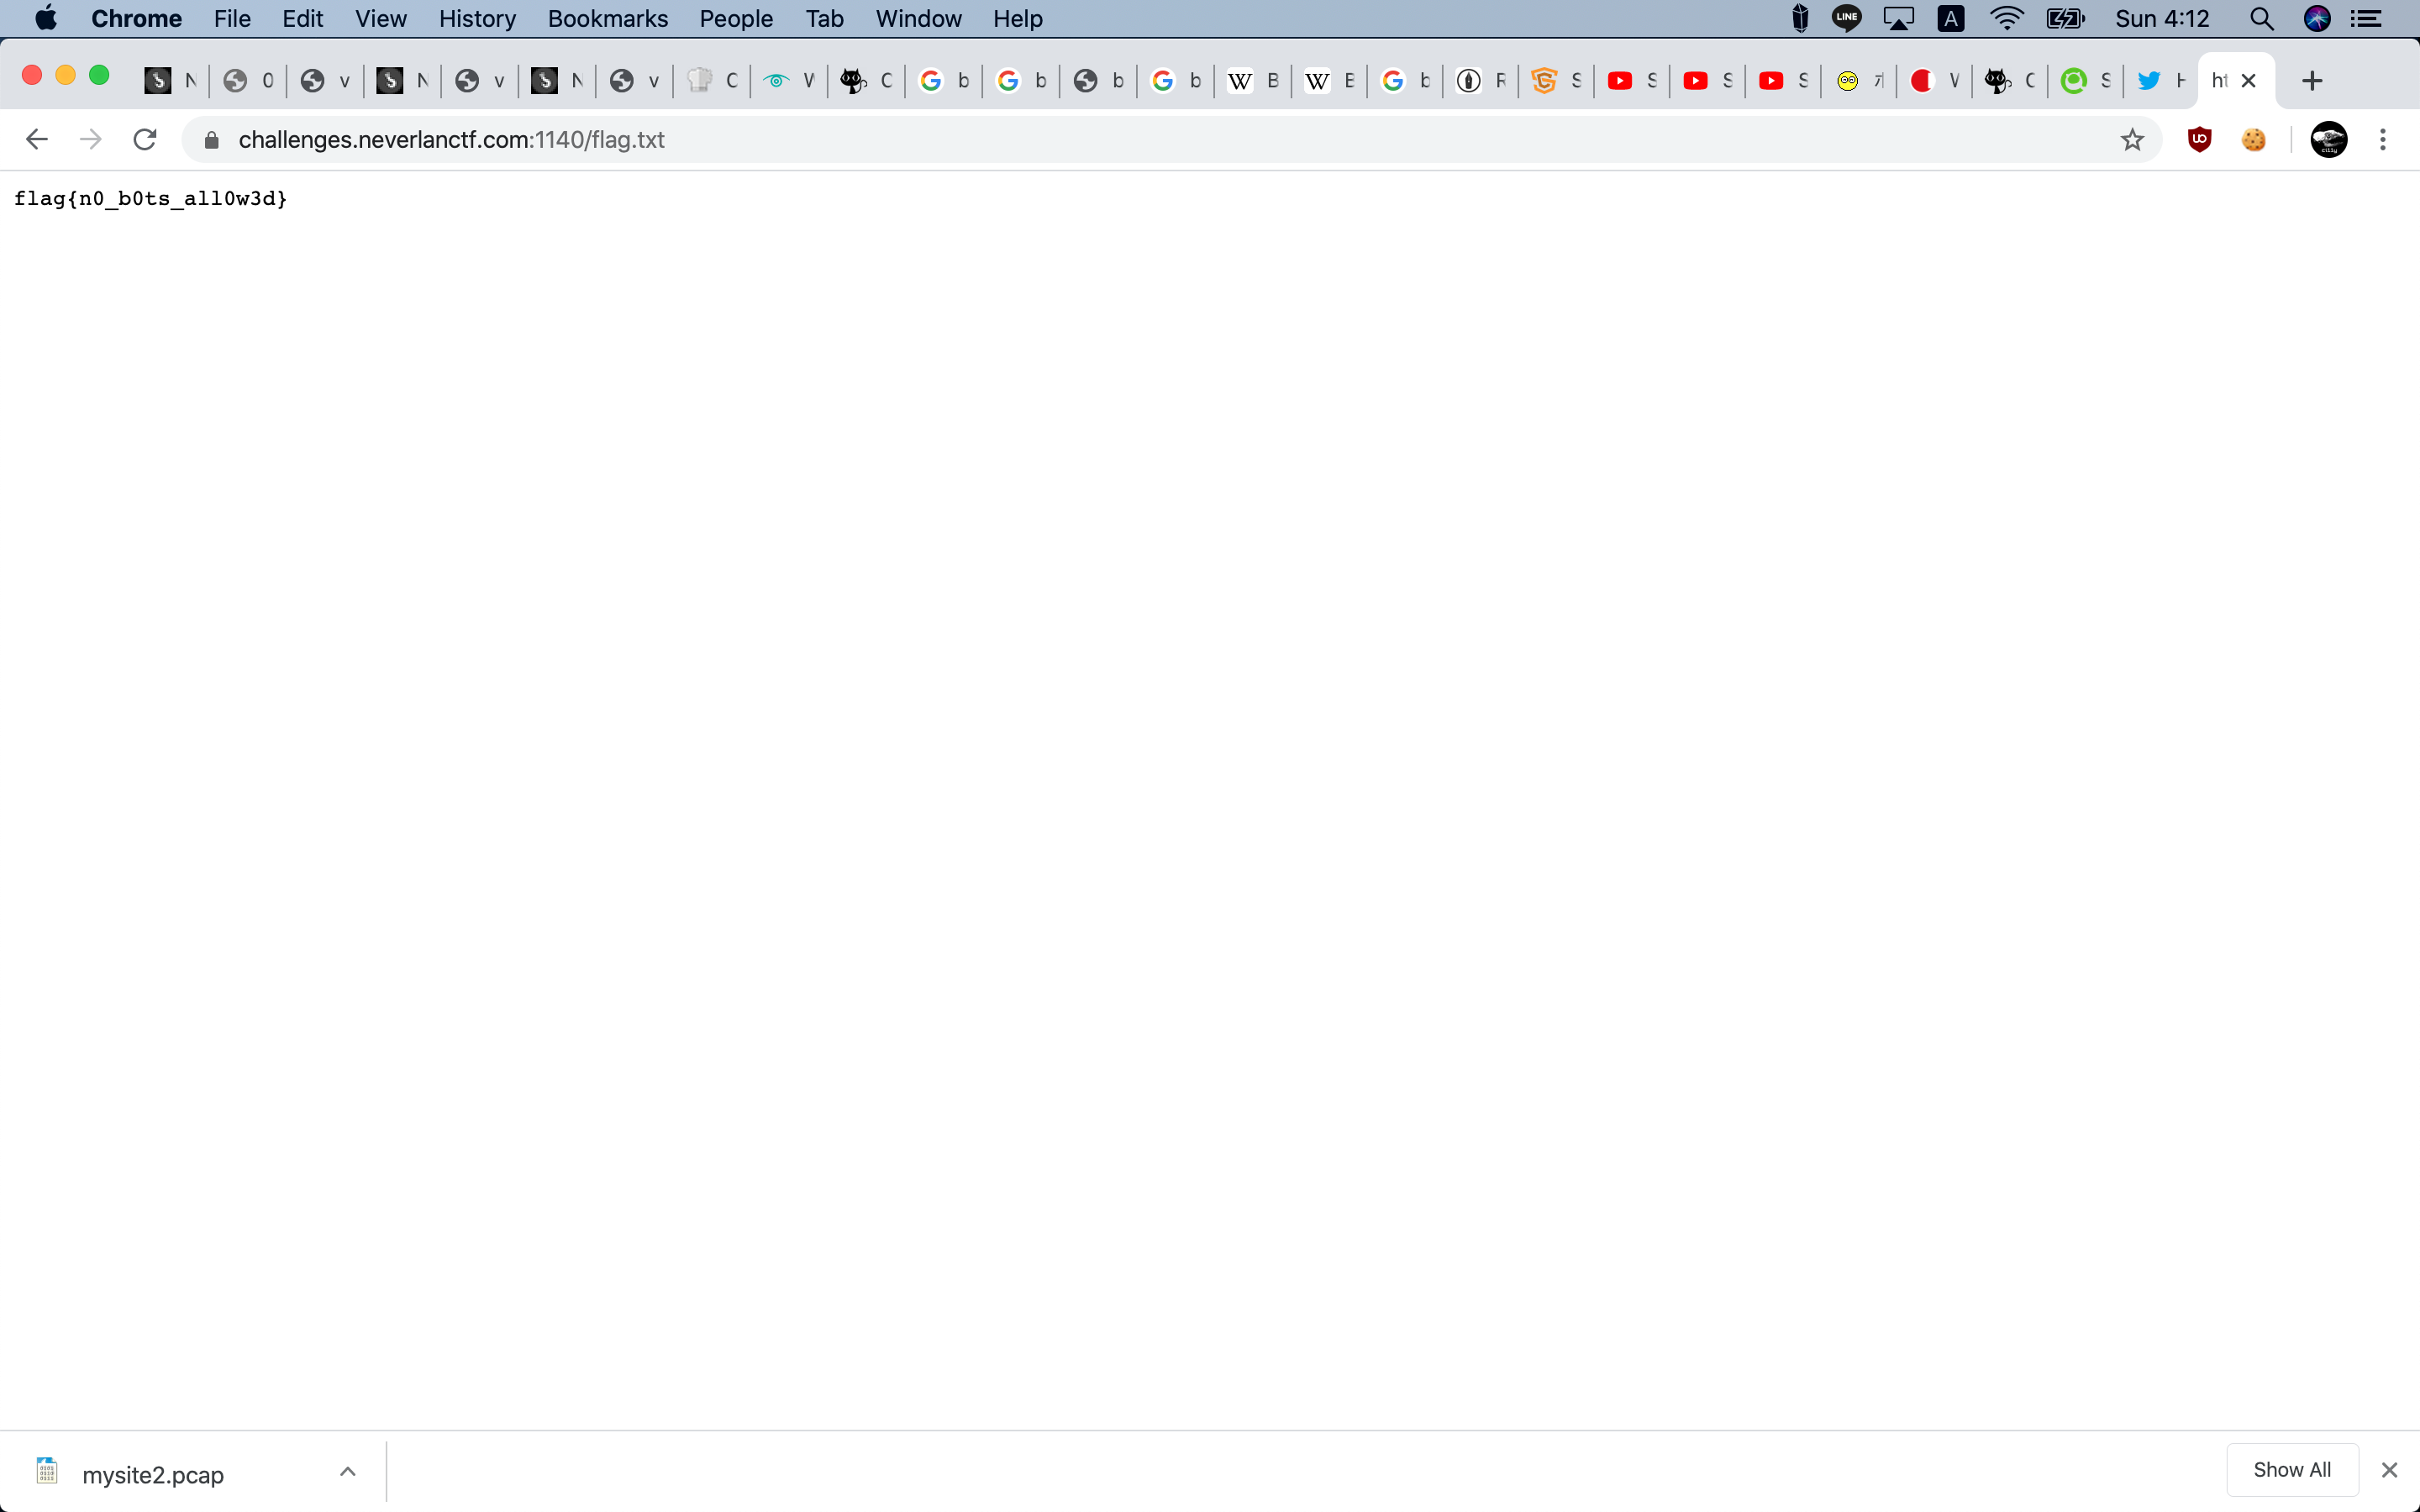 Chrome File Edit View History Bookmarks People Tab Window Help LINE A Sun 4:12
N 0 v N v N v C V C b b b b W B W B b R S S S S V C S H ht
challenges.neverlanctf.com:1140/flag.txt
flag{n0_b0ts_all0w3d}
mysite2.pcap Show All